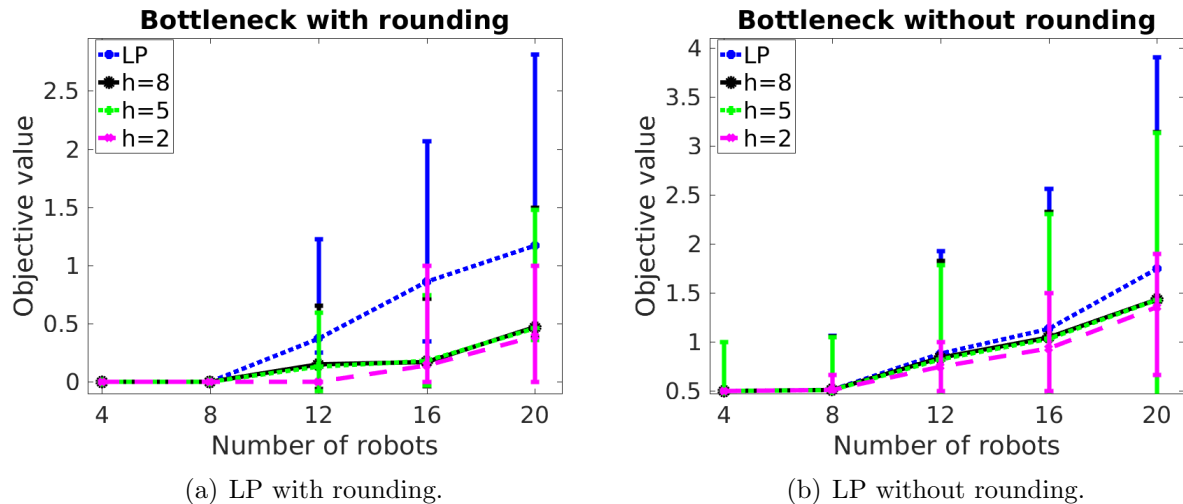 Bottleneck with rounding
LP
h=8
h=5
h=2
2.5
2
1.5
1
0.5
0
Objective value
4 8 12 16 20
Number of robots
(a) LP with rounding.
Bottleneck without rounding
LP
h=8
h=5
h=2
4
3.5
3
2.5
2
1.5
1
0.5
Objective value
4 8 12 16 20
Number of robots
(b) LP without rounding.